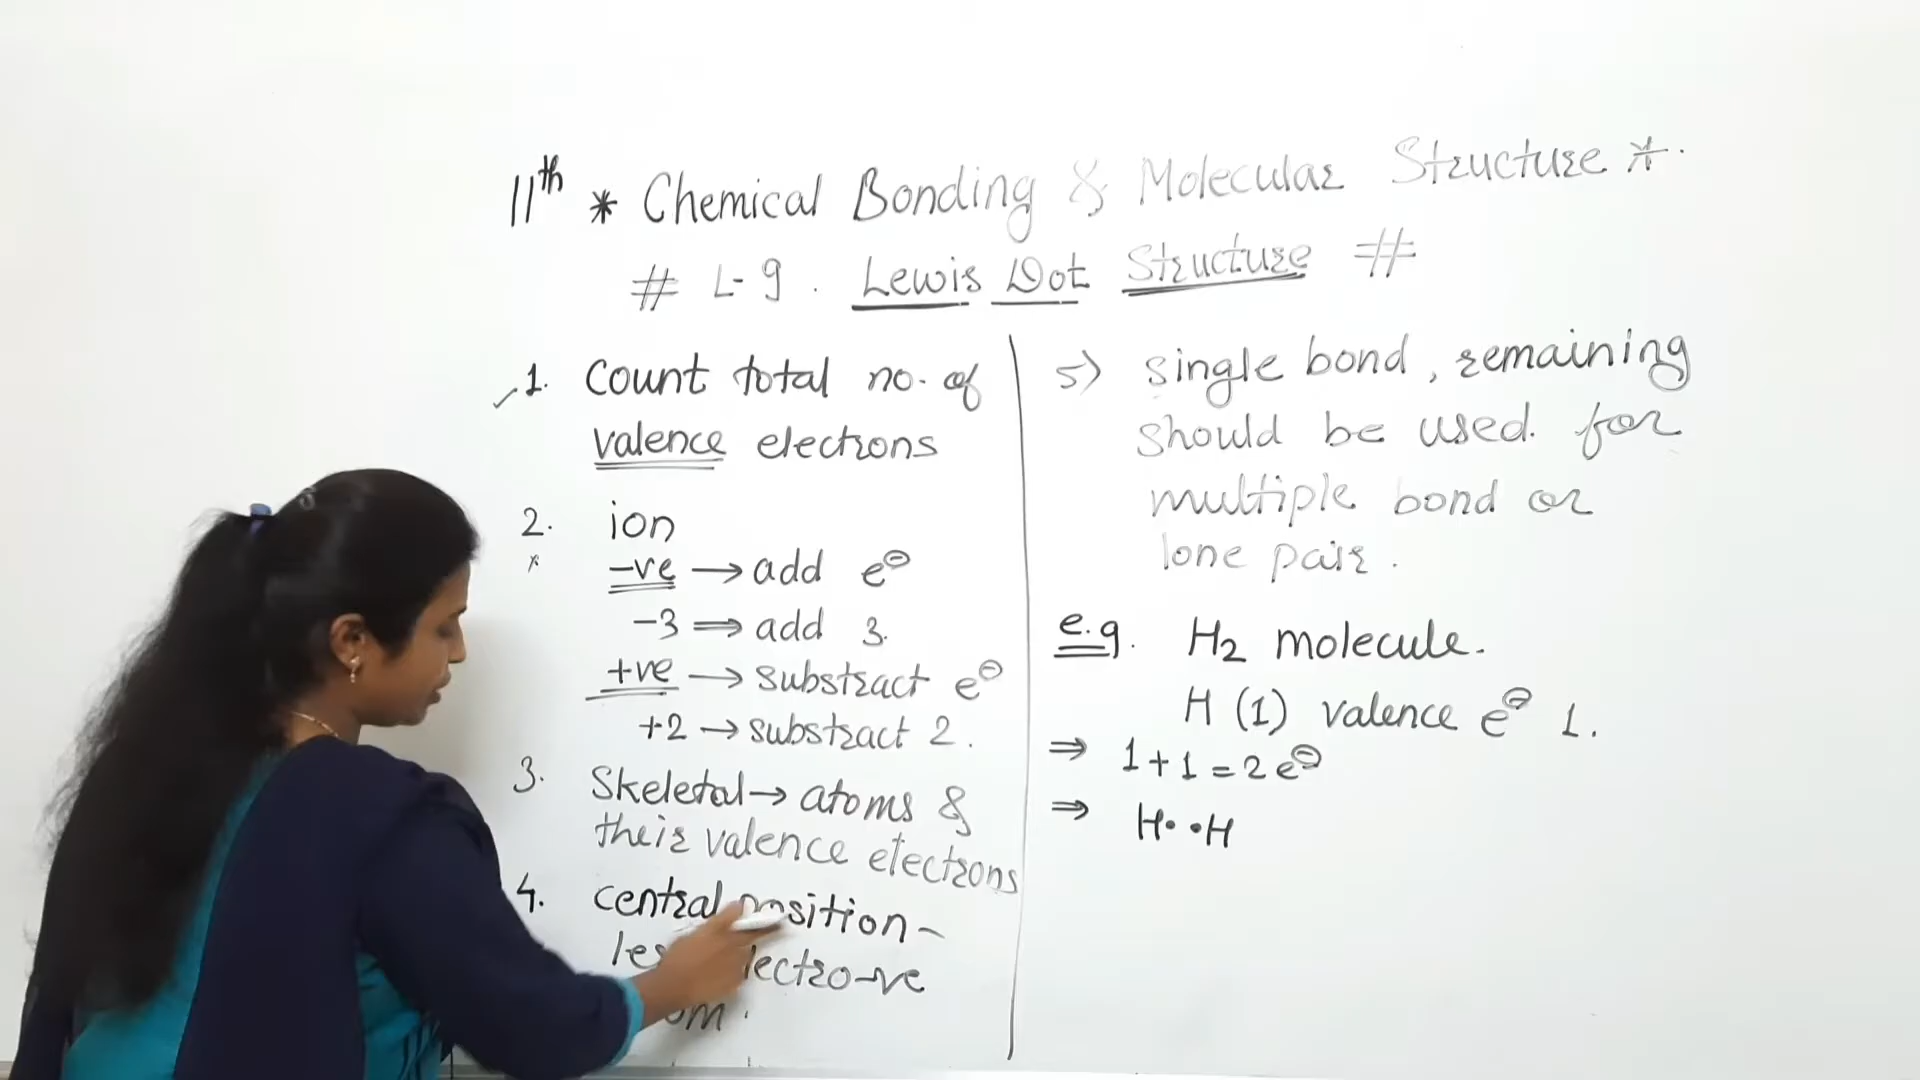 11th * Chemical Bonding & Molecular Structure *.
# L-9. Lewis Dot Structure #
1. Count total no. of
valence electrons
2. ion
-ve → add e⊖
-3 ⇒ add 3.
+ve → substract e⊖
+2 → substract 2.
3. Skeletal → atoms &
their valence electrons
4. central position -
electro-ve
5) single bond, remaining
should be used for
multiple bond or
lone pair.
e.g. H2 molecule.
H (1) valence e⊖ 1.
⇒ 1+1=2e⊖
⇒ H• •H